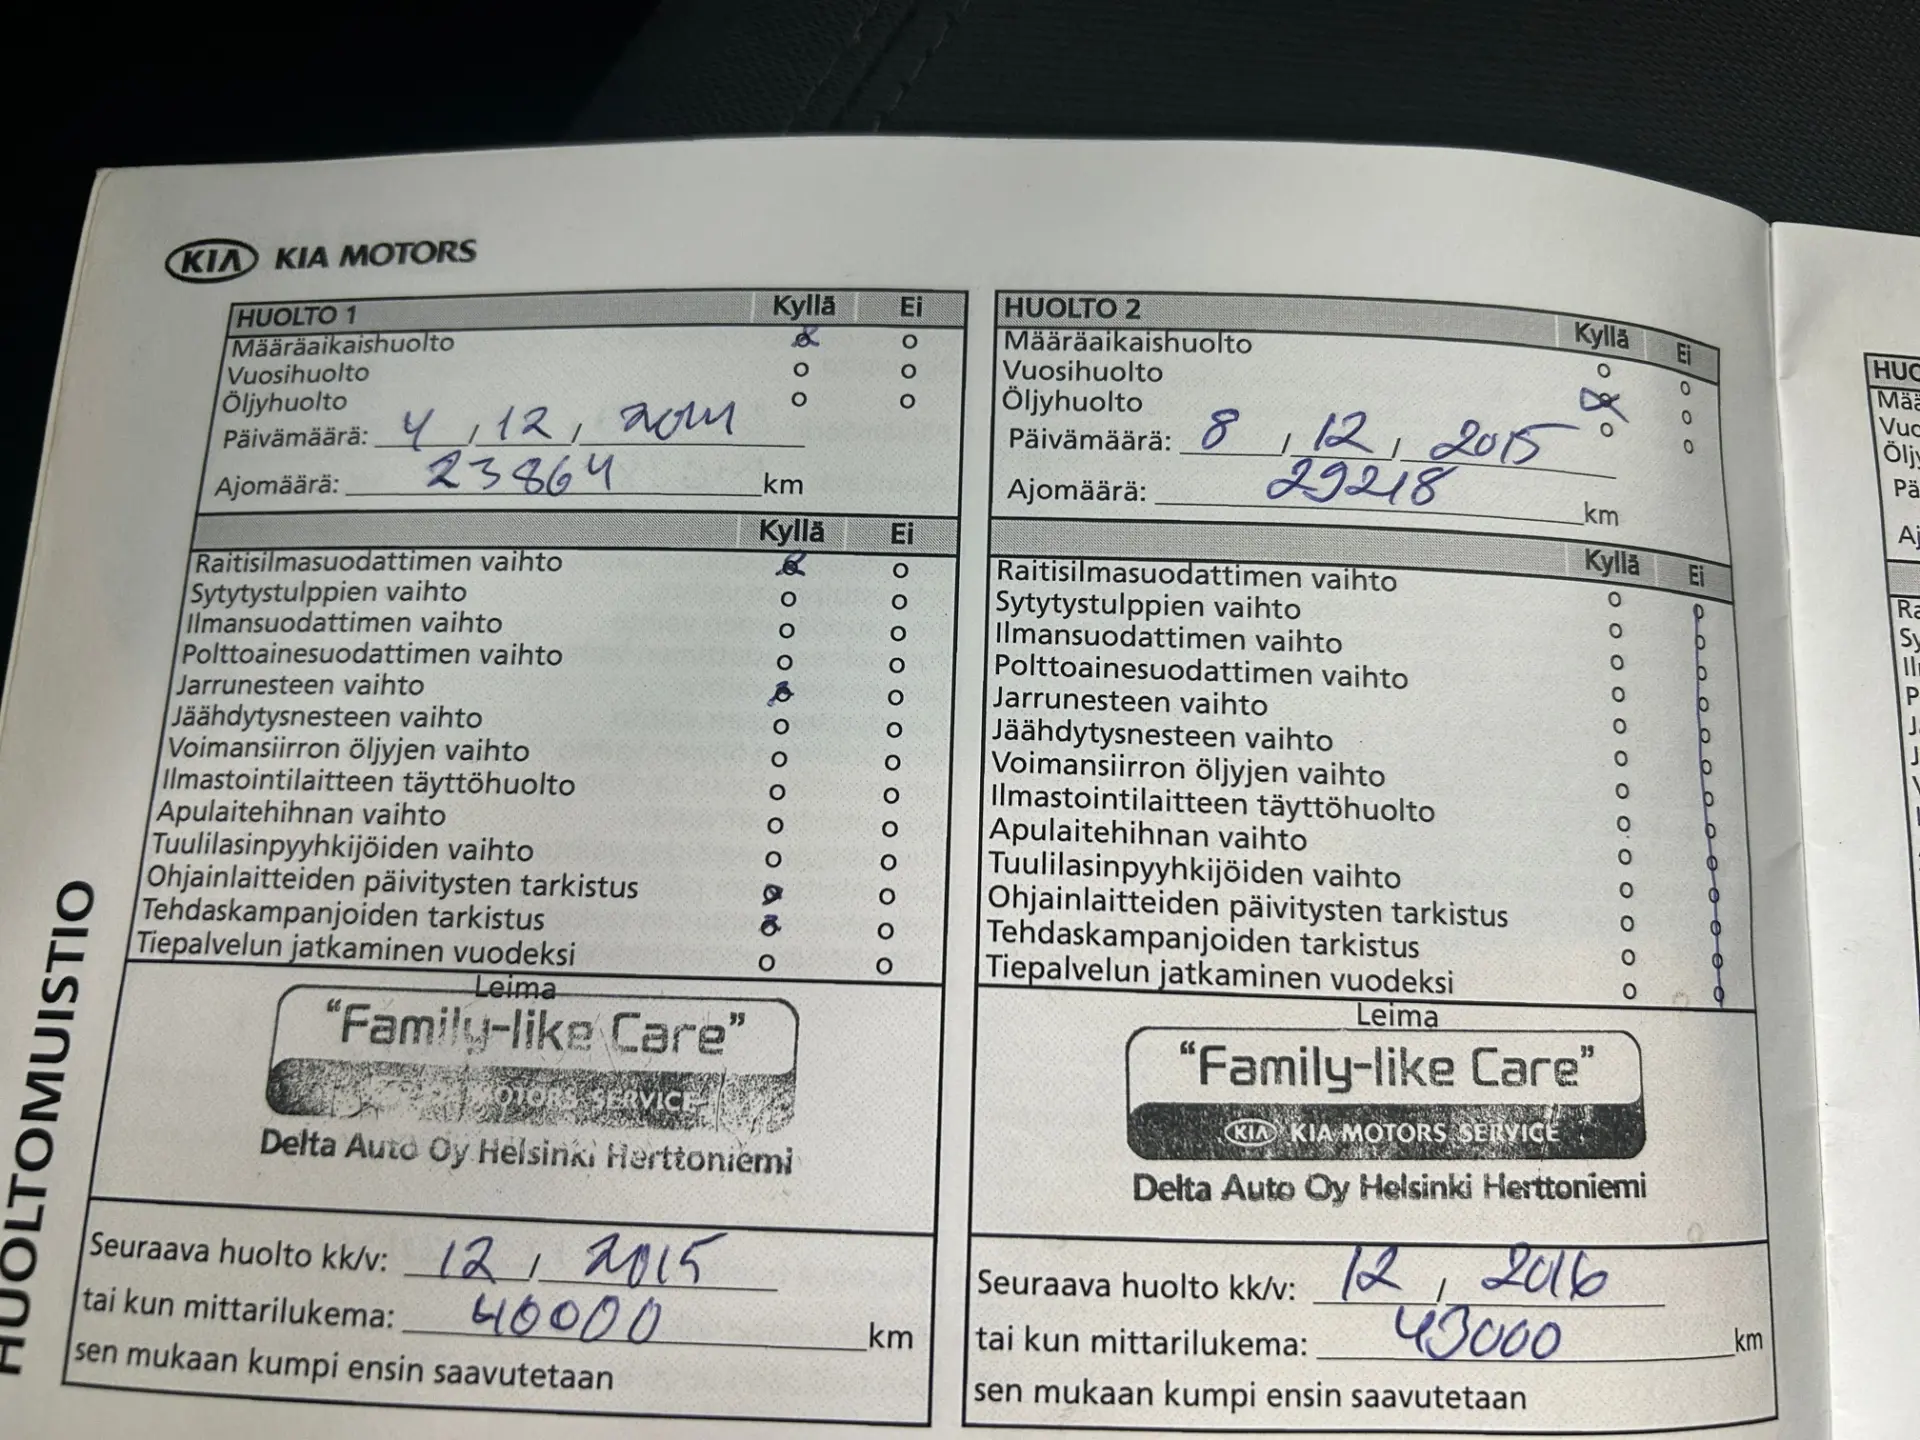 KIA KIA MOTORS
HUOLTO 1 Kyllä Ei
Määräaikaishuolto
Vuosihuolto
Öljyhuolto
Päivämäärä: 4, 12, 2014
Ajomäärä: 23864 km
Kyllä Ei
Raitisilmasuodattimen vaihto
Sytytystulppien vaihto
Ilmansuodattimen vaihto
Polttoainesuodattimen vaihto
Jarrunesteen vaihto
Jäähdytysnesteen vaihto
Voimansiirron öljyjen vaihto
Ilmastointilaitteen täyttöhuolto
Apulaitehihnan vaihto
Tuulilasinpyyhkijöiden vaihto
Ohjainlaitteiden päivitysten tarkistus
Tehdaskampanjoiden tarkistus
Tiepalvelun jatkaminen vuodeksi
Leima
"Family-like Care"
MOTORS SERVICE
Delta Auto Oy Helsinki Herttoniemi
Seuraava huolto kk/v: 12, 2015
tai kun mittarilukema: 40000 km
sen mukaan kumpi ensin saavutetaan
HUOLTO 2 Kyllä Ei
Määräaikaishuolto
Vuosihuolto
Öljyhuolto
Päivämäärä: 8, 12, 2015
Ajomäärä: 29218 km
Kyllä Ei
Raitisilmasuodattimen vaihto
Sytytystulppien vaihto
Ilmansuodattimen vaihto
Polttoainesuodattimen vaihto
Jarrunesteen vaihto
Jäähdytysnesteen vaihto
Voimansiirron öljyjen vaihto
Ilmastointilaitteen täyttöhuolto
Apulaitehihnan vaihto
Tuulilasinpyyhkijöiden vaihto
Ohjainlaitteiden päivitysten tarkistus
Tehdaskampanjoiden tarkistus
Tiepalvelun jatkaminen vuodeksi
Leima
"Family-like Care"
KIA KIA MOTORS SERVICE
Delta Auto Oy Helsinki Herttoniemi
Seuraava huolto kk/v: 12, 2016
tai kun mittarilukema: 43000 km
sen mukaan kumpi ensin saavutetaan
HUOLTOMUISTIO